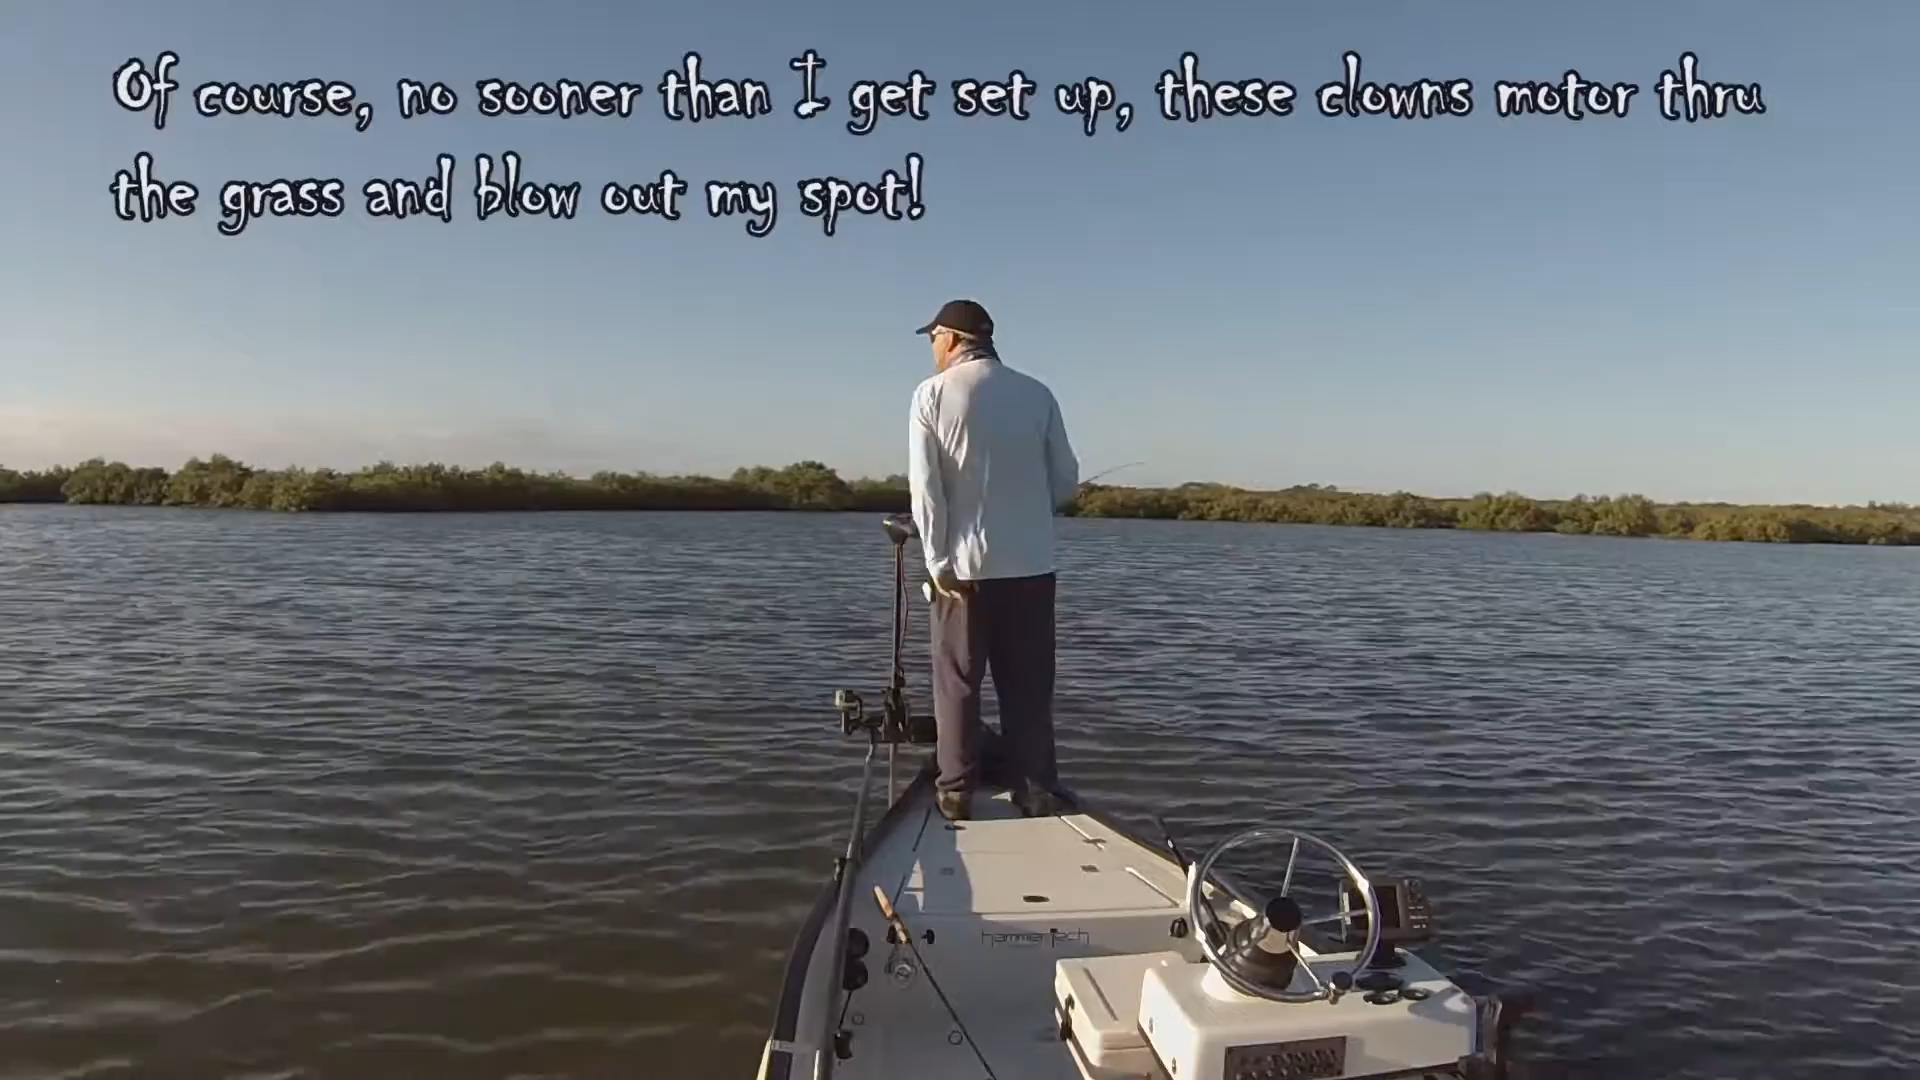 Of course, no sooner than I get set up, these clowns motor thru
the grass and blow out my spot!
HammerTech